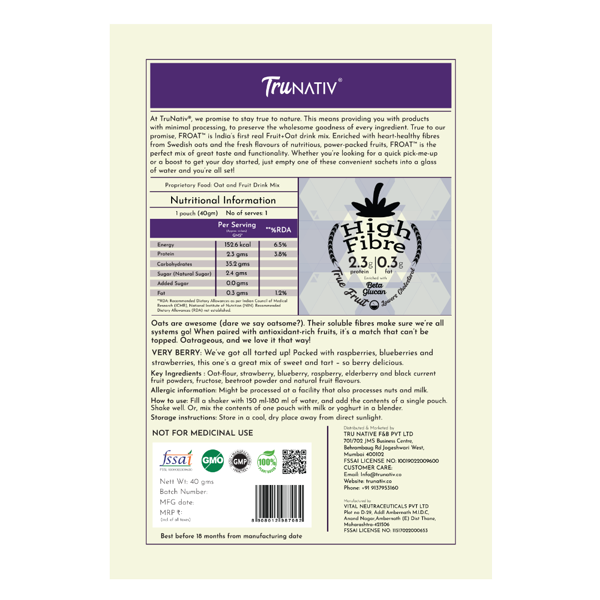 TruNATIV®
At TruNativ®, we promise to stay true to nature. This means providing you with products
with minimal processing, to preserve the wholesome goodness of every ingredient. True to our
promise, FROAT™ is India's first real Fruit+Oat drink mix. Enriched with heart-healthy fibres
from Swedish oats and the fresh flavours of nutritious, power-packed fruits, FROAT™ is the
perfect mix of great taste and functionality. Whether you're looking for a quick pick-me-up
or a boost to get your day started, just empty one of these convenient sachets into a glass
of water and you're all set!
Proprietary Food: Oat and Fruit Drink Mix
Nutritional Information
1 pouch (40gm) No of serves: 1
Per Serving
**%RDA
Energy 152.6 kcal 6.5%
Protein 2.3 gms 3.8%
Carbohydrates 35.2 gms
Sugar (Natural Sugar) 2.4 gms
Added Sugar 0.0 gms
Fat 0.3 gms 1.2%
**RDA: Recommended Dietary Allowances as per Indian Council of Medical
Research (ICMR), National Institute of Nutrition (NIN). Recommended
Dietary Allowances (RDA) not established.
High
Fibre
2.3g protein
0.3g fat
Enriched with
Beta
Glucan
True Fruit
Lowers Cholesterol
Oats are awesome (dare we say oatsome?). Their soluble fibres make sure we're all
systems go! When paired with antioxidant-rich fruits, it's a match that can't be
topped. Oatrageous, and we love it that way!
VERY BERRY: We've got all tarted up! Packed with raspberries, blueberries and
strawberries, this one's a great mix of sweet and tart – so berry delicious.
Key Ingredients : Oat-flour, strawberry, blueberry, raspberry, elderberry and black currant
fruit powders, fructose, beetroot powder and natural fruit flavours.
Allergic information: Might be processed at a facility that also processes nuts and milk.
How to use: Fill a shaker with 150 ml-180 ml of water, and add the contents of a single pouch.
Shake well. Or, mix the contents of one pouch with milk or yoghurt in a blender.
Storage instructions: Store in a cool, dry place away from direct sunlight.
NOT FOR MEDICINAL USE
fssai
GMO
GMP
100%
Nett Wt: 40 gms
Batch Number:
MFG date:
MRP ₹:
(incl of all taxes)
Best before 18 months from manufacturing date
Distributed & Marketed by
TRU NATIVE F&B PVT LTD
701/702 JMS Business Centre,
Behrambaug Rd Jogeshwari West,
Mumbai 400102
FSSAI LICENSE NO: 10019022009600
CUSTOMER CARE:
Email: Info@trunativ.co
Website: trunativ.co
Phone: +91 9137953160
Manufactured by
VITAL NEUTRACEUTICALS PVT LTD
Plot no D-29, Addl Ambernath M.I.D.C,
Anand Nagar,Ambernath (E) Dist Thane,
Maharashtra-421506
FSSAI LICENSE NO: 11517022000653